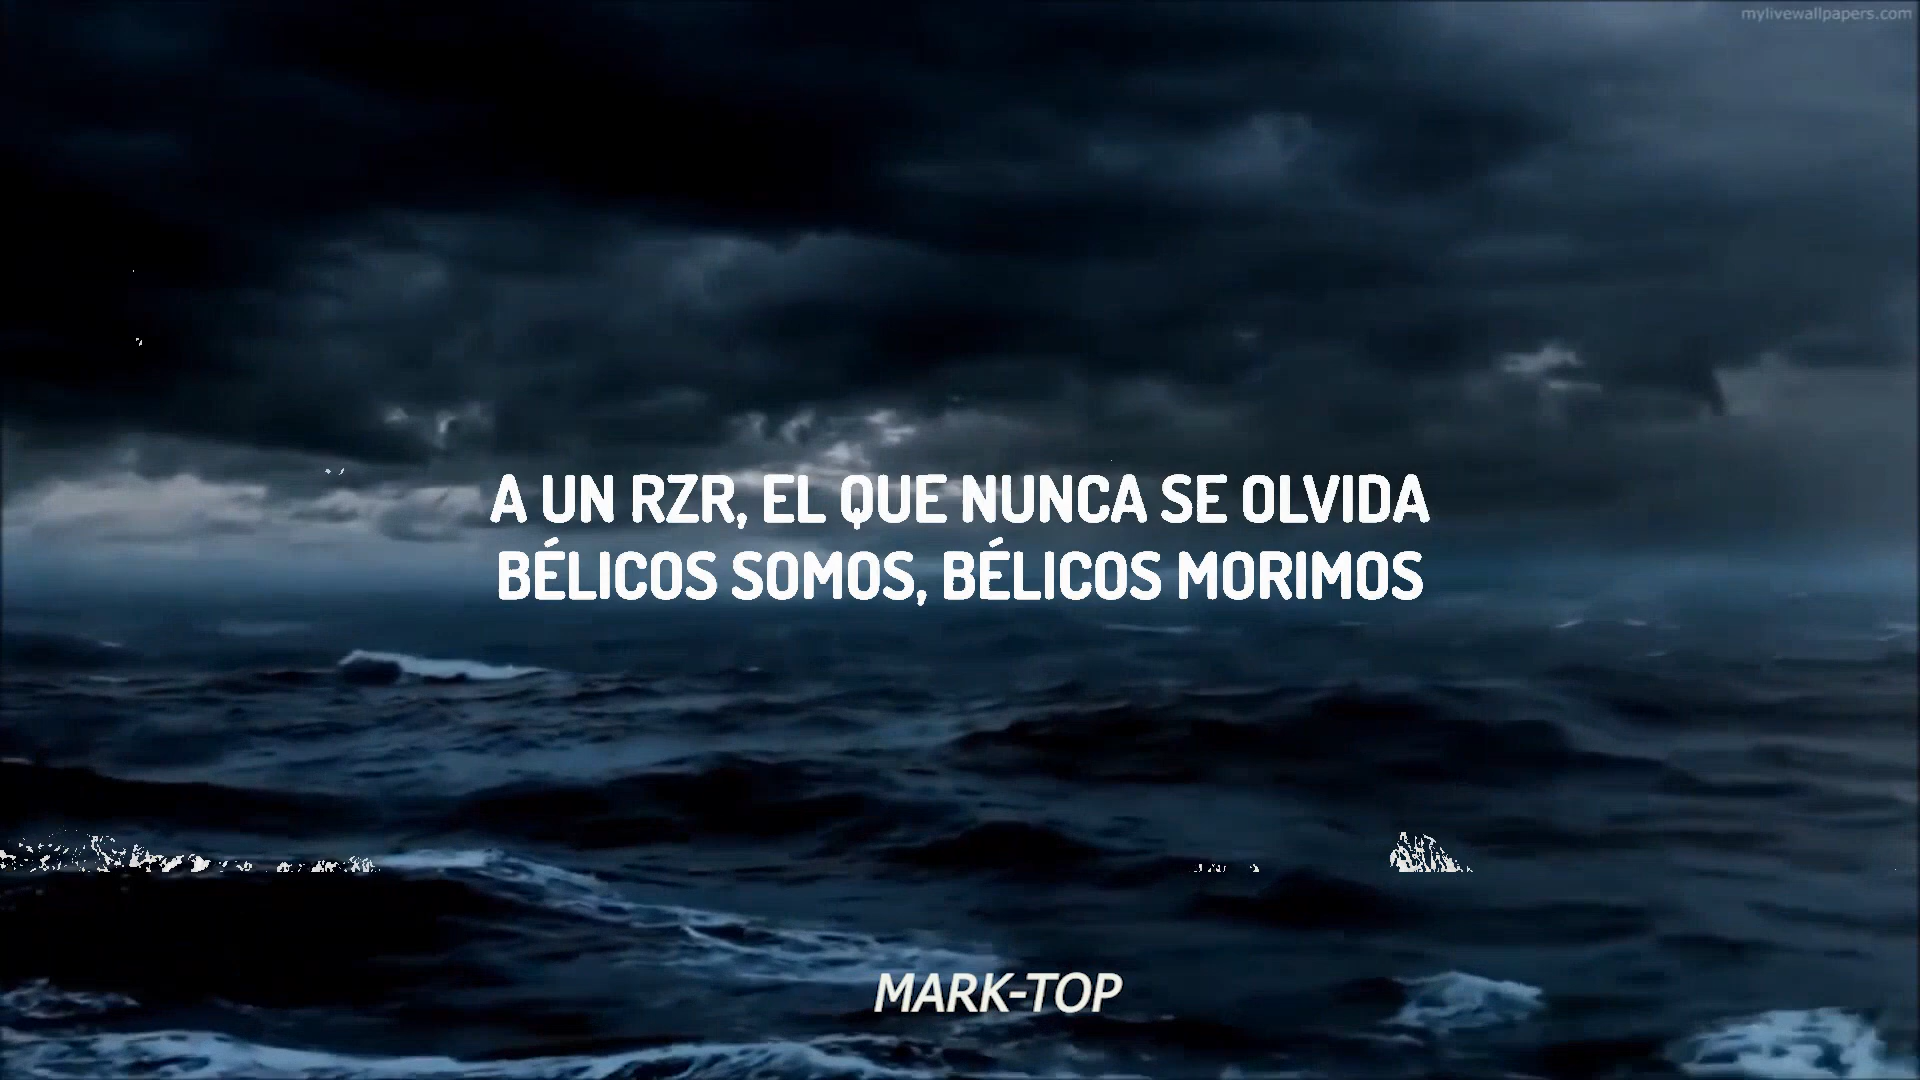 mylivewallpapers.com
A UN RZR, EL QUE NUNCA SE OLVIDA
BÉLICOS SOMOS, BÉLICOS MORIMOS
MARK-TOP